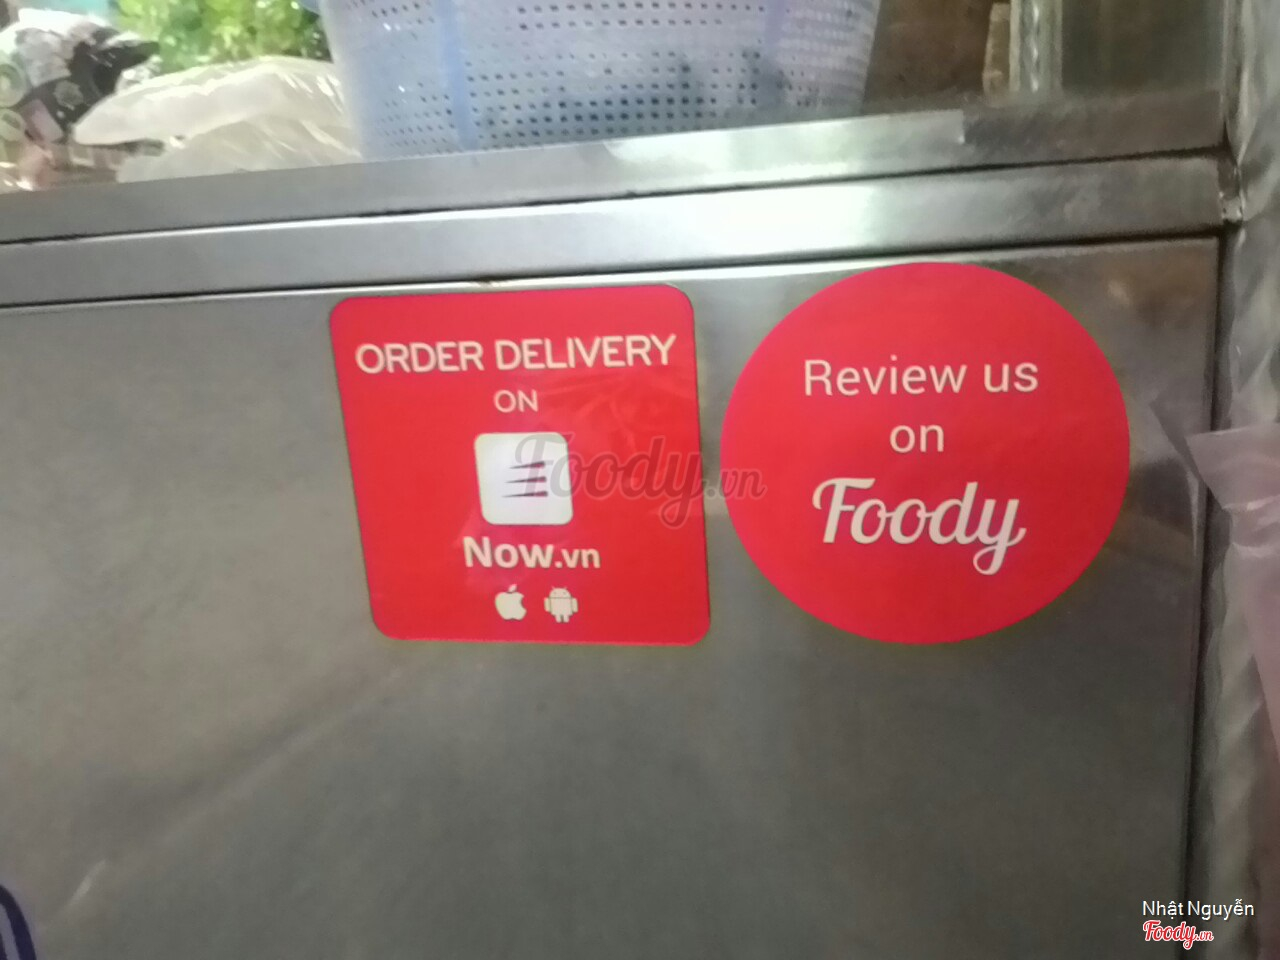 ORDER DELIVERY
ON
Now.vn
Review us
on
Foody
Foody.vn
Nhật Nguyễn
Foody.vn